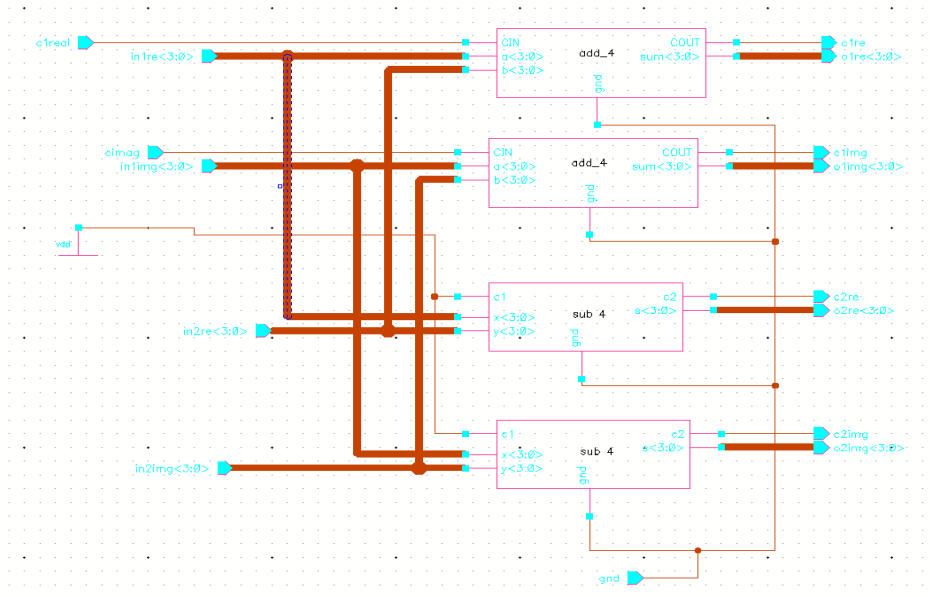 c1real
CIN
add_4
COUT
c1re
in1re<3:0>
a<3:0>
sum<3:0>
o1re<3:0>
b<3:0>
gnd
cimag
CIN
add_4
COUT
c1img
in1img<3:0>
a<3:0>
sum<3:0>
o1img<3:0>
b<3:0>
gnd
vdd
c1
c2
c2re
x<3:0>
sub 4
s<3:0>
o2re<3:0>
in2re<3:0>
y<3:0>
gnd
c1
c2
c2img
x<3:0>
sub 4
s<3:0>
o2img<3:0>
in2img<3:0>
y<3:0>
gnd
gnd